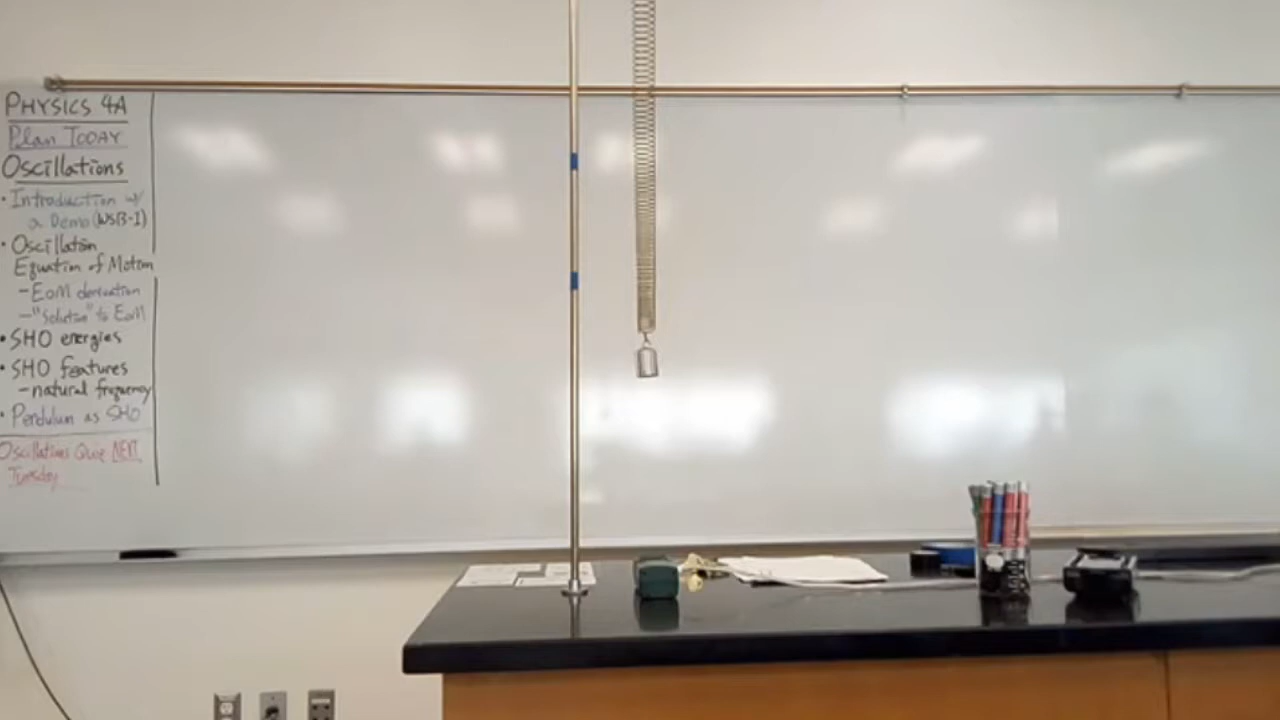 PHYSICS 4A
Plan TODAY
Oscillations
• Introduction w/
a Demo (WS13-1)
• Oscillation
Equation of Motion
- EoM derivation
- "Solution" to EoM
• SHO energies
• SHO features
- natural frequency
• Pendulum as SHO
Oscillations Quiz NEXT
Tuesday